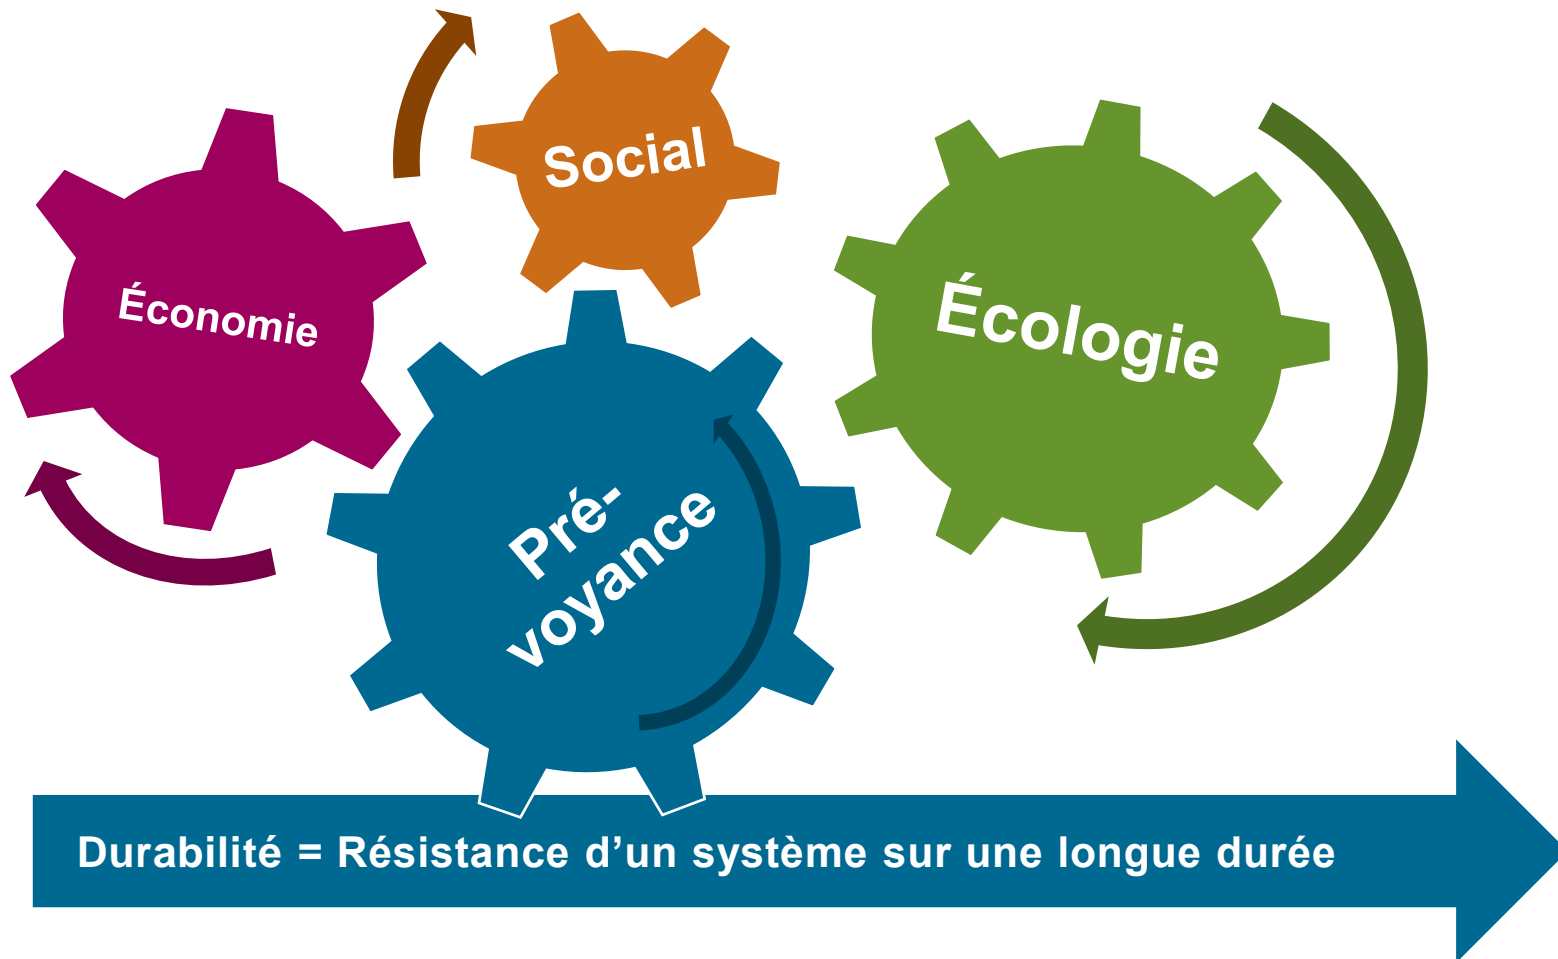 Économie
Social
Écologie
Pré-
voyance
Durabilité = Résistance d’un système sur une longue durée